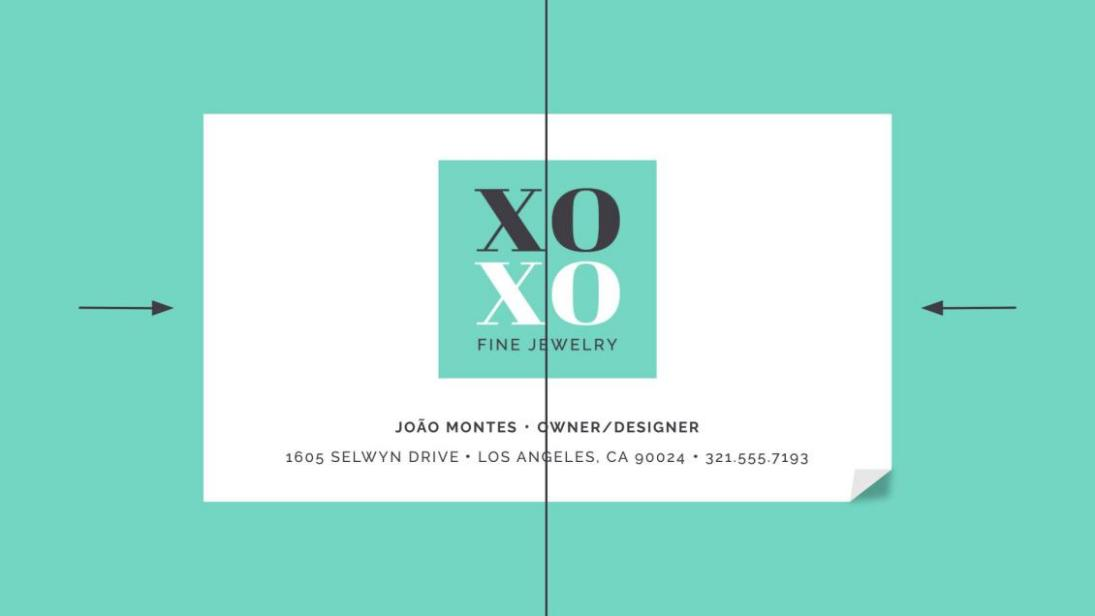 XO
XO
FINE JEWELRY
JOÃO MONTES • OWNER/DESIGNER
1605 SELWYN DRIVE • LOS ANGELES, CA 90024 • 321.555.7193